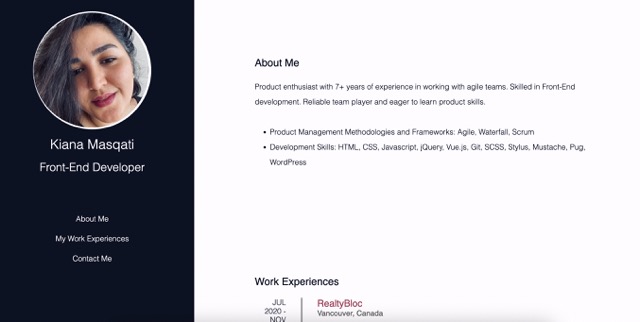 Kiana Masqati
Front-End Developer
About Me
My Work Experiences
Contact Me
About Me
Product enthusiast with 7+ years of experience in working with agile teams. Skilled in Front-End
development. Reliable team player and eager to learn product skills.
• Product Management Methodologies and Frameworks: Agile, Waterfall, Scrum
• Development Skills: HTML, CSS, Javascript, jQuery, Vue.js, Git, SCSS, Stylus, Mustache, Pug,
WordPress
Work Experiences
JUL
2020 -
NOV
RealtyBloc
Vancouver, Canada